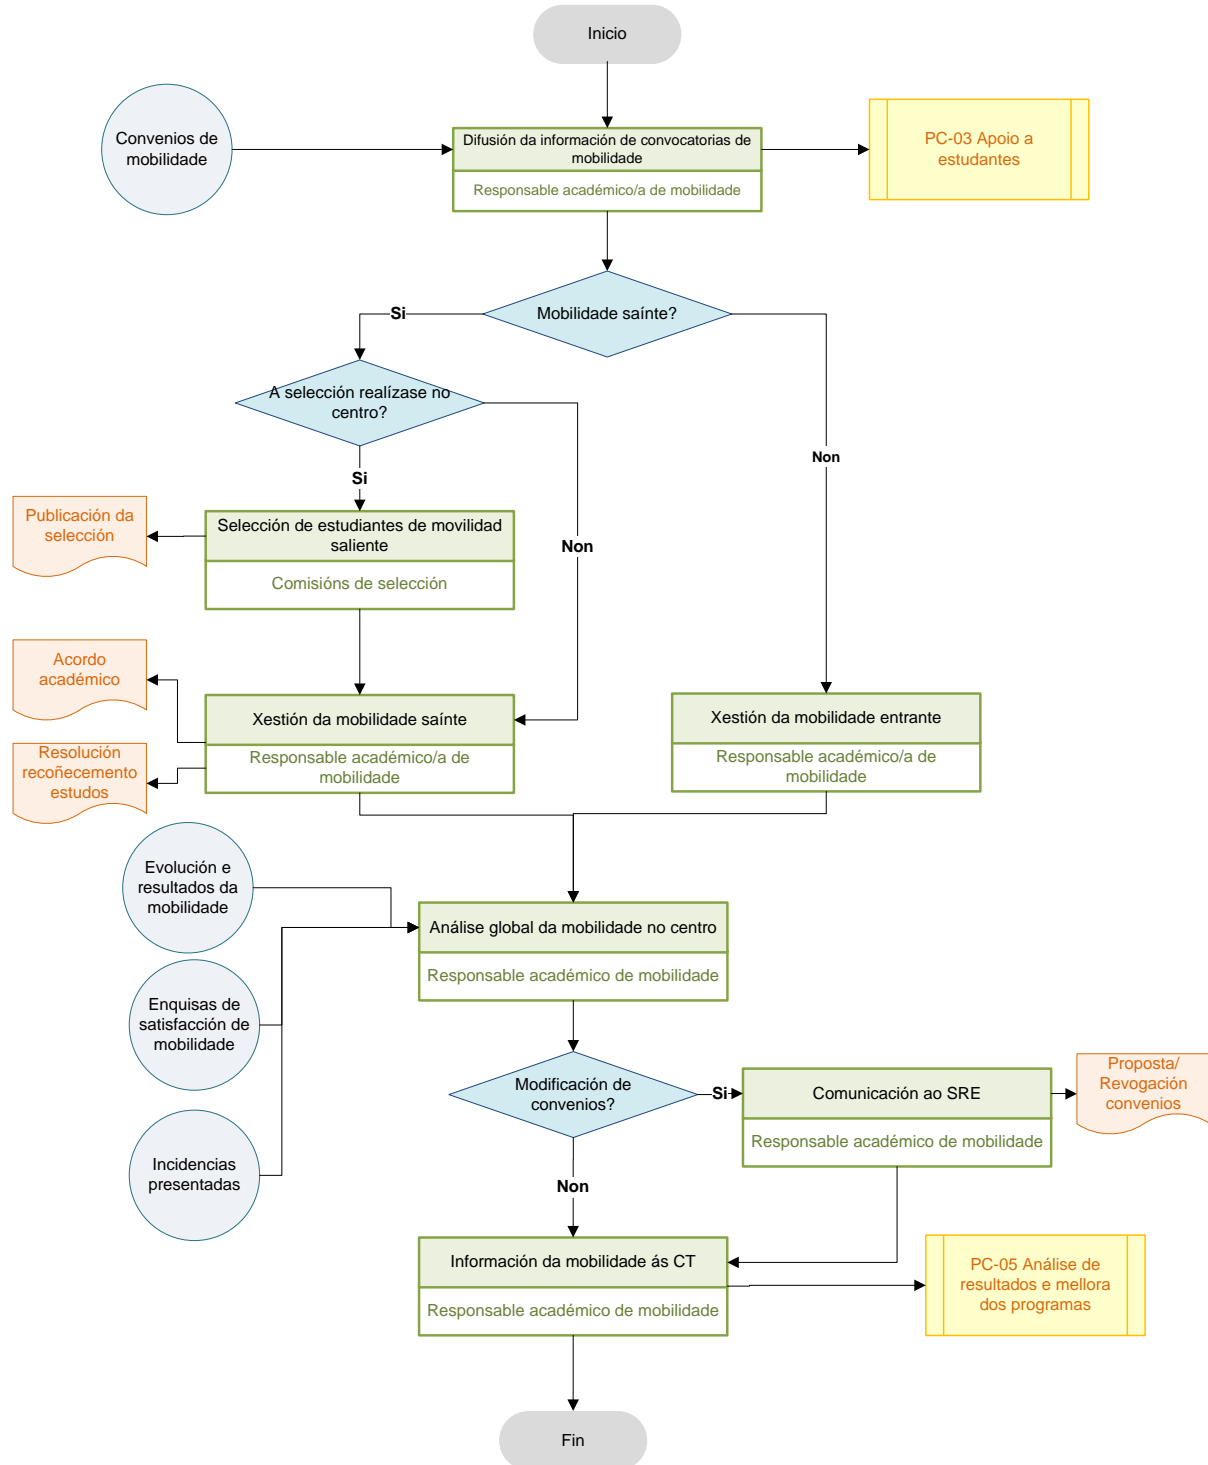 Inicio
Convenios de
mobilidade
Difusión da información de convocatorias de
mobilidade
Responsable académico/a de mobilidade
PC-03 Apoio a
estudantes
Mobilidade saínte?
Si
A selección realízase no
centro?
Non
Si
Publicación da
selección
Selección de estudiantes de movilidad
saliente
Non
Comisións de selección
Acordo
académico
Xestión da mobilidade saínte
Responsable académico/a de
mobilidade
Xestión da mobilidade entrante
Responsable académico/a de
mobilidade
Resolución
recoñecemento
estudos
Evolución e
resultados da
mobilidade
Análise global da mobilidade no centro
Responsable académico de mobilidade
Enquisas de
satisfacción de
mobilidade
Modificación de
convenios?
Si
Comunicación ao SRE
Responsable académico de mobilidade
Proposta/
Revogación
convenios
Incidencias
presentadas
Non
Información da mobilidade ás CT
Responsable académico de mobilidade
PC-05 Análise de
resultados e mellora
dos programas
Fin